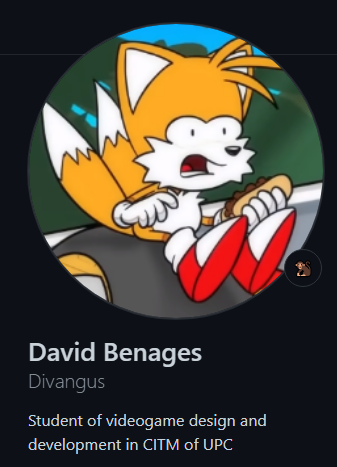 David Benages
Divangus
Student of videogame design and
development in CITM of UPC